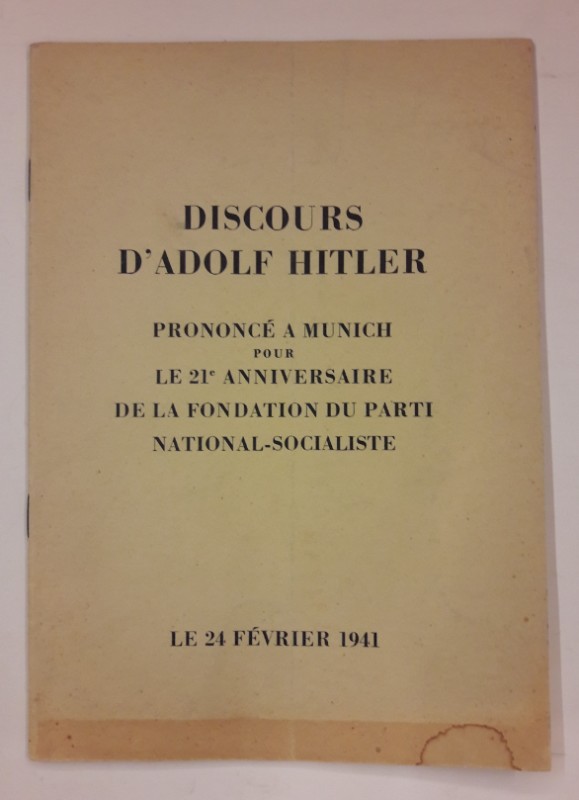 DISCOURS
D'ADOLF HITLER
PRONONCÉ A MUNICH
POUR
LE 21e ANNIVERSAIRE
DE LA FONDATION DU PARTI
NATIONAL-SOCIALISTE
LE 24 FÉVRIER 1941